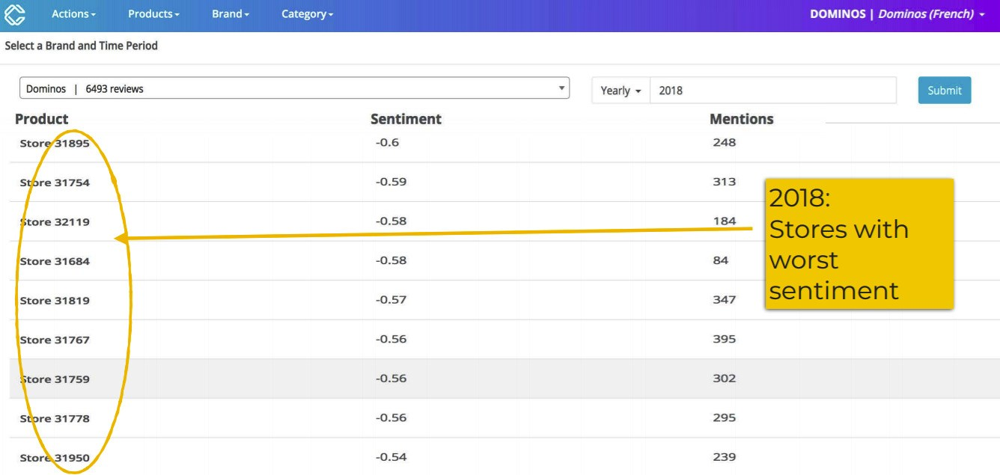 Actions Products Brand Category DOMINOS | Dominos (French)
Select a Brand and Time Period
Dominos | 6493 reviews Yearly 2018 Submit
Product Sentiment Mentions
Store 31895 -0.6 248
Store 31754 -0.59 313
Store 32119 -0.58 184
Store 31684 -0.58 84
Store 31819 -0.57 347
Store 31767 -0.56 395
Store 31759 -0.56 302
Store 31778 -0.56 295
Store 31950 -0.54 239
2018:
Stores with
worst
sentiment